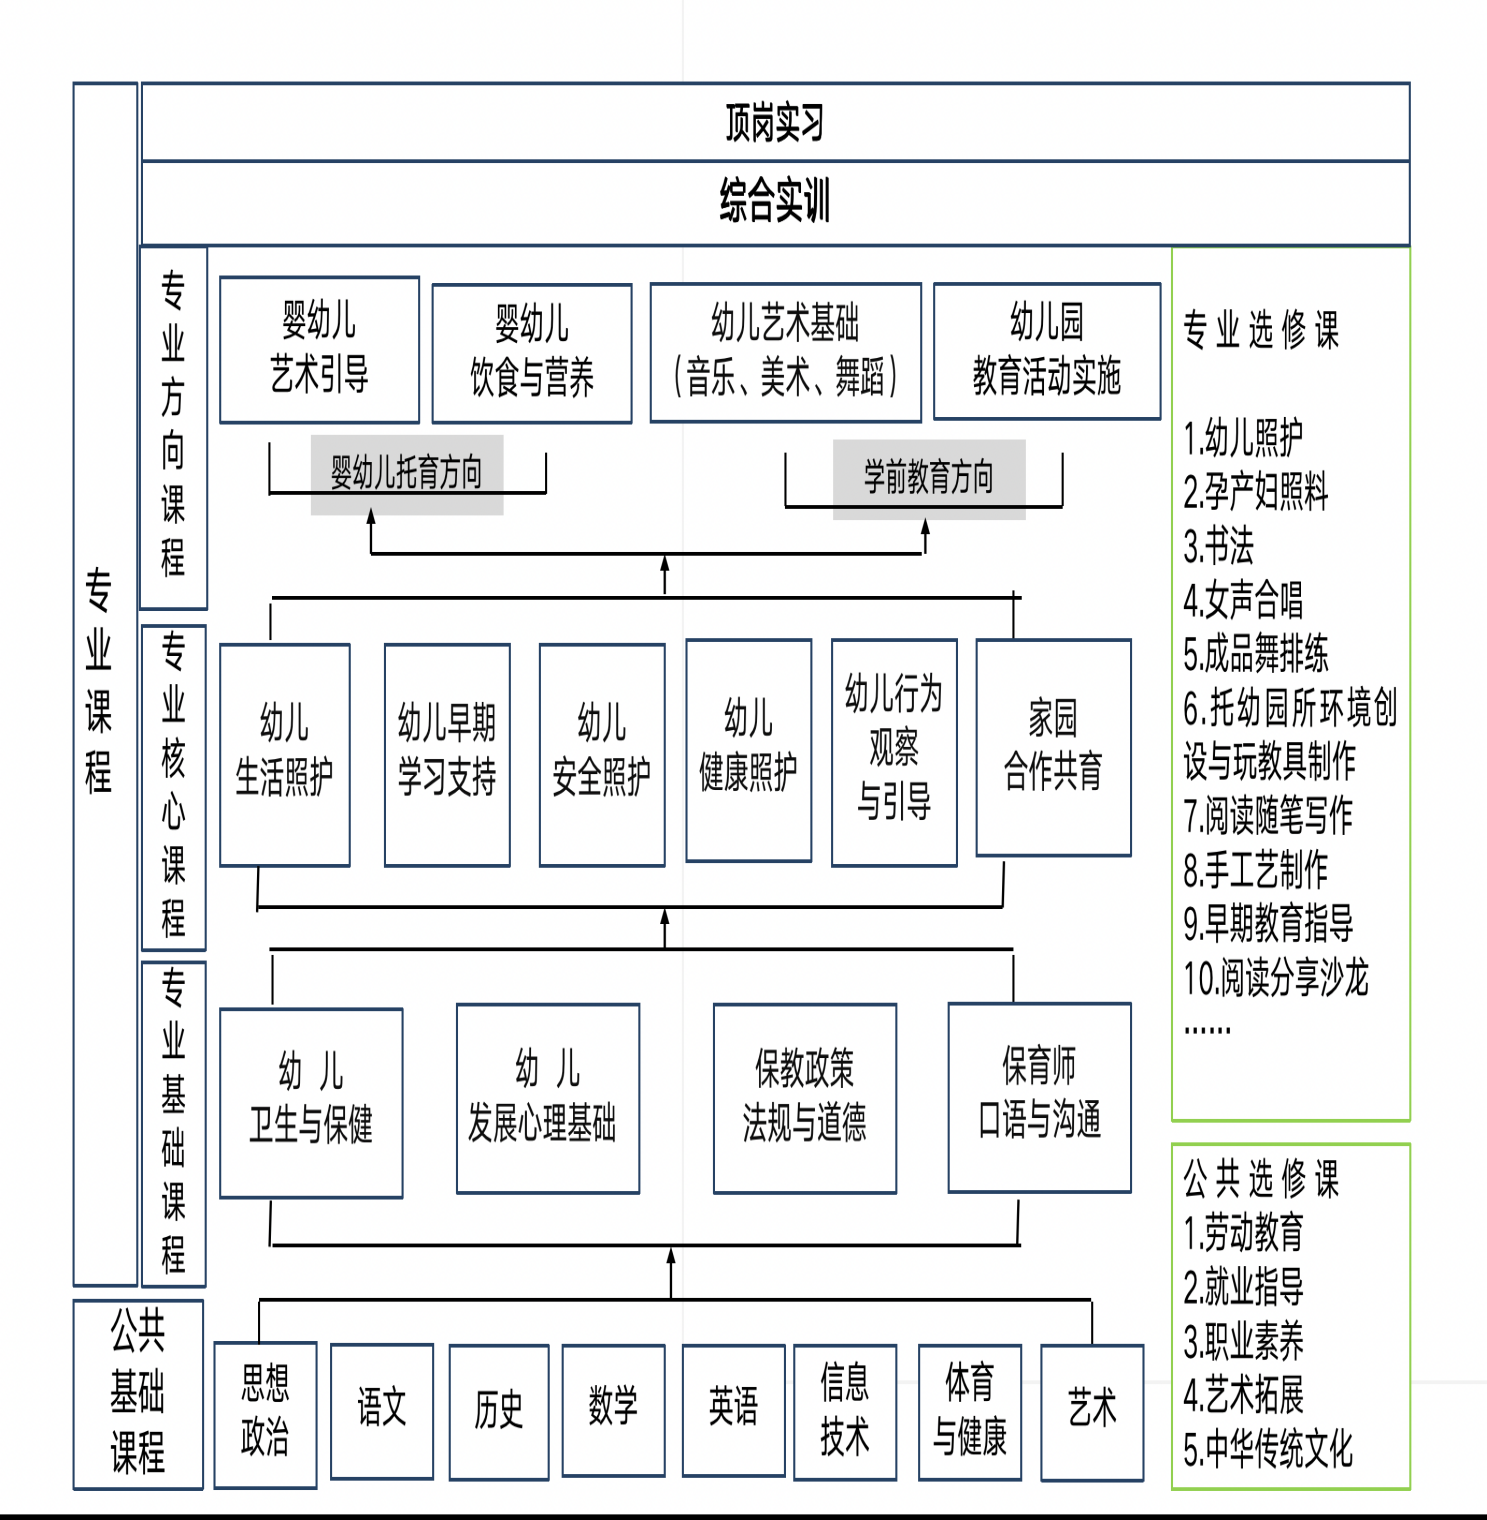 顶岗实习
综合实训
专业课程
专业方向课程
婴幼儿
艺术引导
婴幼儿
饮食与营养
幼儿艺术基础
（音乐、美术、舞蹈）
幼儿园
教育活动实施
婴幼儿托育方向
学前教育方向
专业核心课程
幼儿
生活照护
幼儿早期
学习支持
幼儿
安全照护
幼儿
健康照护
幼儿行为
观察
与引导
家园
合作共育
专业基础课程
幼 儿
卫生与保健
幼 儿
发展心理基础
保教政策
法规与道德
保育师
口语与沟通
公共
基础
课程
思想
政治
语文
历史
数学
英语
信息
技术
体育
与健康
艺术
专 业 选 修 课
1.幼儿照护
2.孕产妇照料
3.书法
4.女声合唱
5.成品舞排练
6.托幼园所环境创
设与玩教具制作
7.阅读随笔写作
8.手工艺制作
9.早期教育指导
10.阅读分享沙龙
……
公 共 选 修 课
1.劳动教育
2.就业指导
3.职业素养
4.艺术拓展
5.中华传统文化